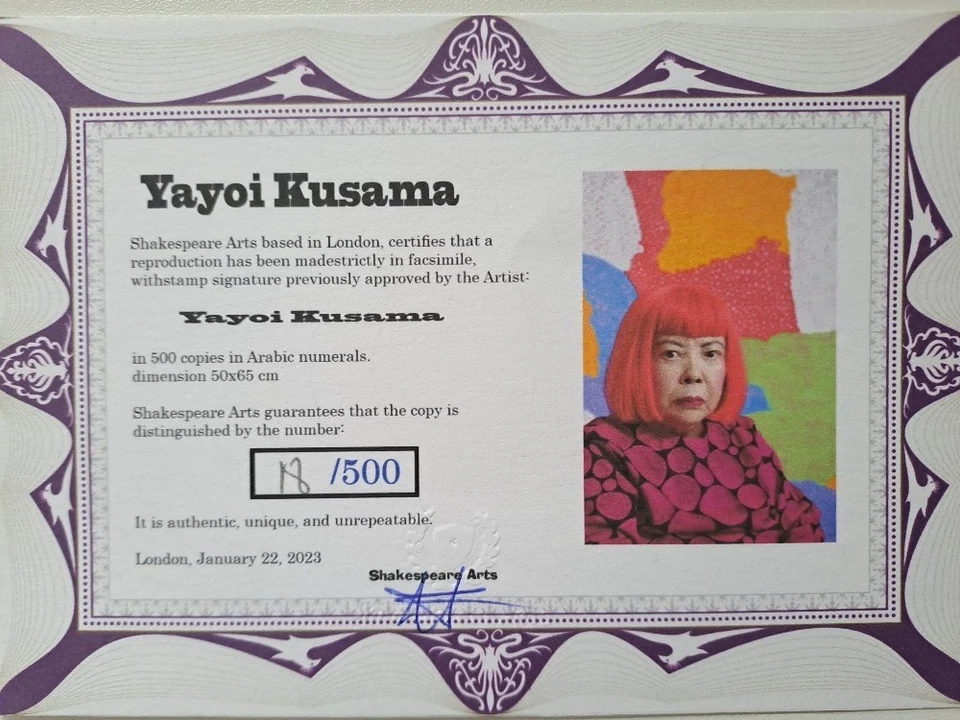 Yayoi Kusama
Shakespeare Arts based in London, certifies that a
reproduction has been madestrictly in facsimile,
withstamp signature previously approved by the Artist:
Yayoi Kusama
in 500 copies in Arabic numerals.
dimension 50x65 cm
Shakespeare Arts guarantees that the copy is
distinguished by the number:
/500
It is authentic, unique, and unrepeatable.
London, January 22, 2023
Shakespeare Arts